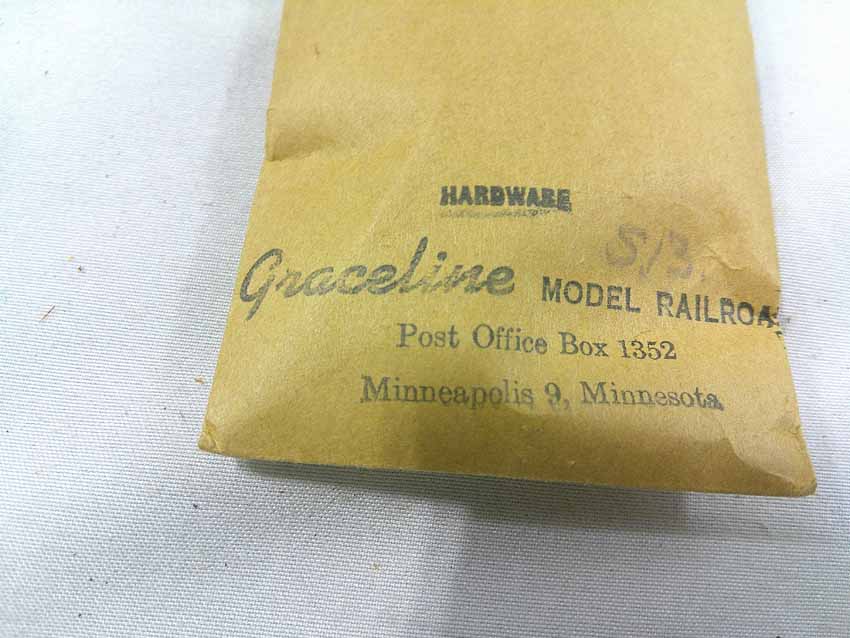 HARDWARE
Graceline MODEL RAILROA
Post Office Box 1352
Minneapolis 9, Minnesota